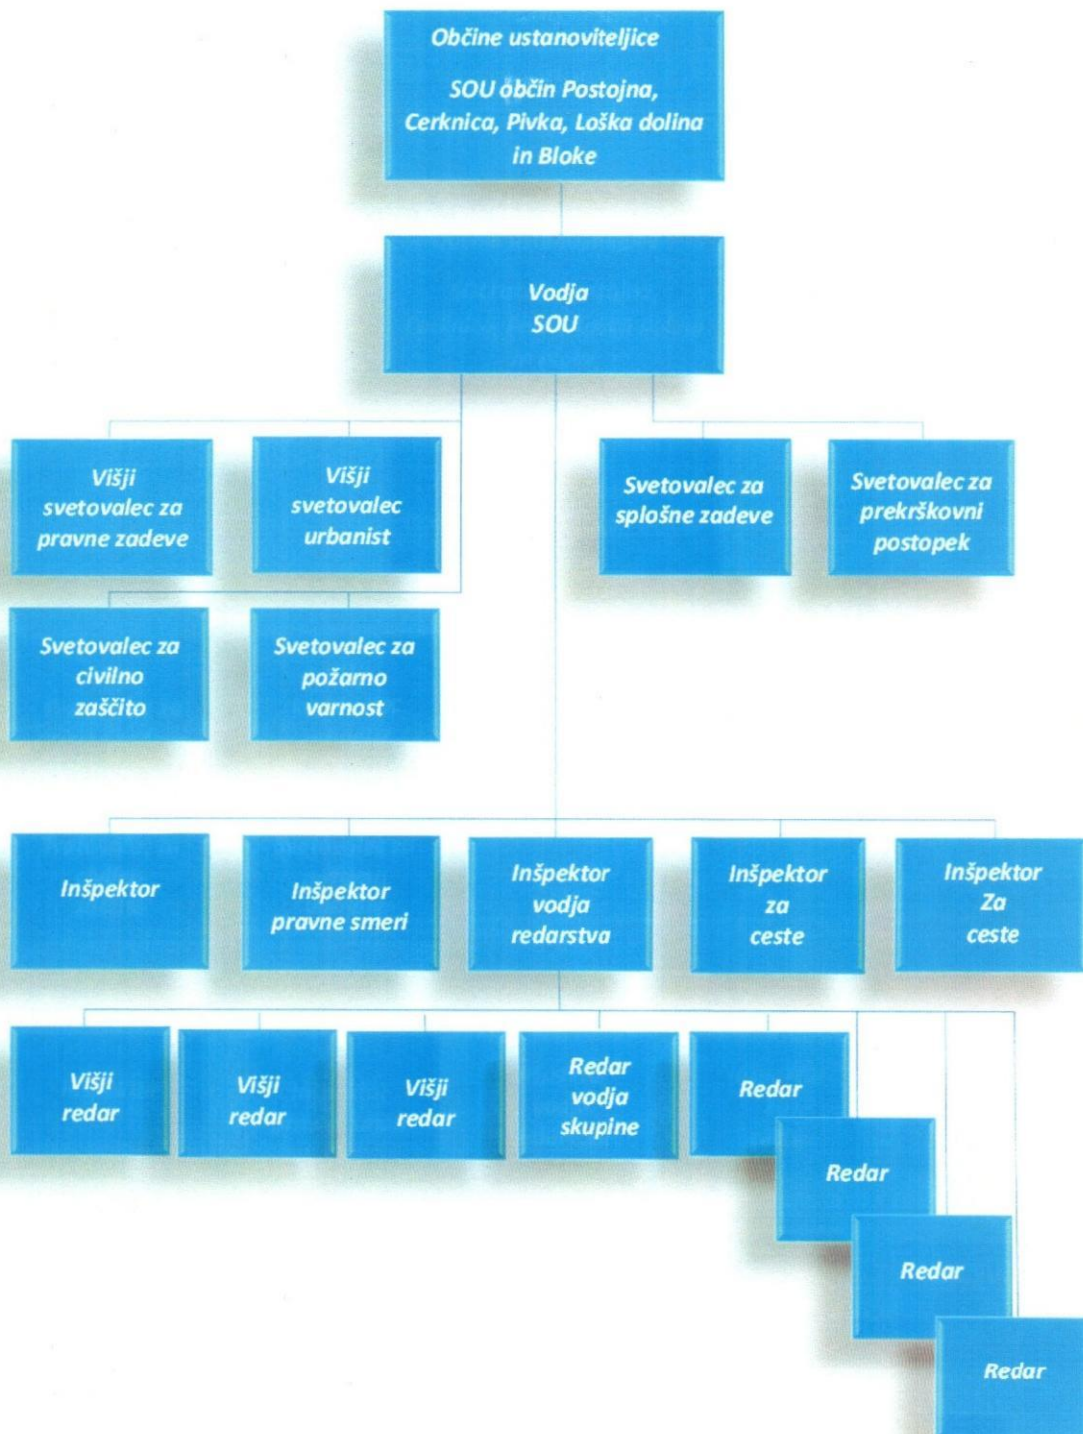 Občine ustanoviteljice
SOU občin Postojna,
Cerknica, Pivka, Loška dolina
in Bloke
Vodja
SOU
Višji
svetovalec za
pravne zadeve
Višji
svetovalec
urbanist
Svetovalec za
splošne zadeve
Svetovalec za
prekrškovni
postopek
Svetovalec za
civilno
zaščito
Svetovalec za
požarno
varnost
Inšpektor
Inšpektor
pravne smeri
Inšpektor
vodja
redarstva
Inšpektor
za
ceste
Inšpektor
Za
ceste
Višji
redar
Višji
redar
Višji
redar
Redar
vodja
skupine
Redar
Redar
Redar
Redar